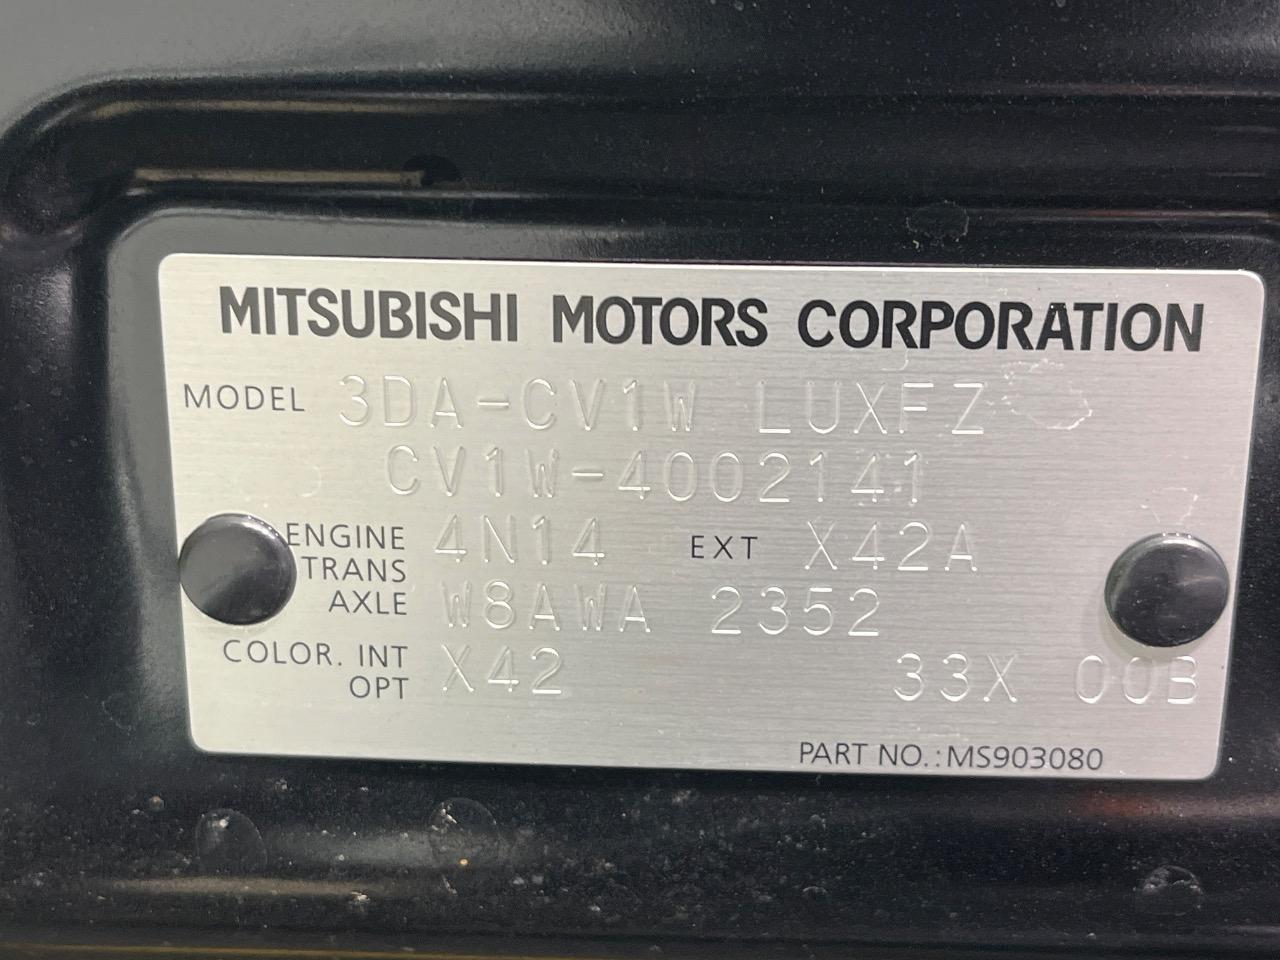 MITSUBISHI MOTORS CORPORATION
MODEL 3DA-CV1W LUXFZ
CV1W-4002141
ENGINE 4N14 EXT X42A
TRANS
AXLE W8AWA 2352
COLOR. INT
OPT X42 33X 00B
PART NO.:MS903080